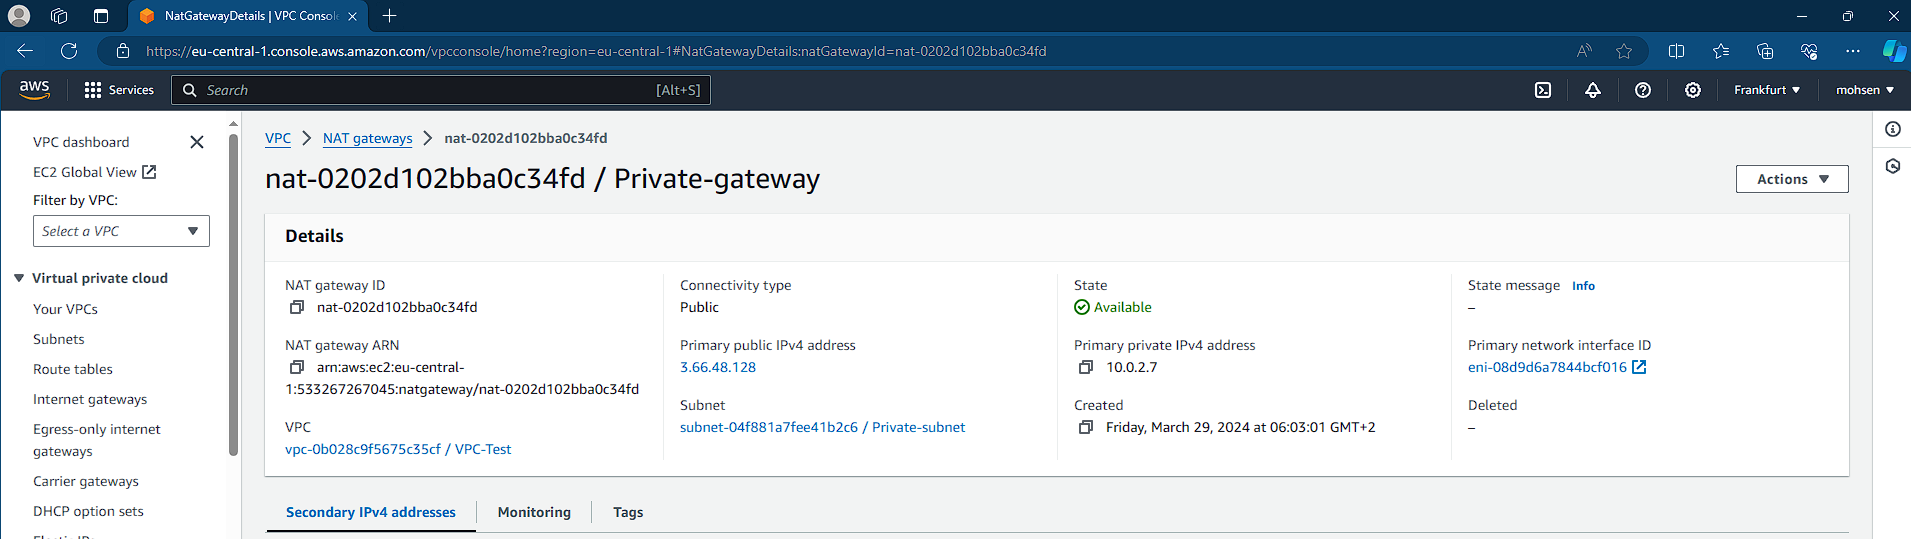 NatGatewayDetails | VPC Consol
https://eu-central-1.console.aws.amazon.com/vpcconsole/home?region=eu-central-1#NatGatewayDetails:natGatewayId=nat-0202d102bba0c34fd
aws
Services
Search
[Alt+S]
Frankfurt
mohsen
VPC dashboard
EC2 Global View
Filter by VPC:
Select a VPC
Virtual private cloud
Your VPCs
Subnets
Route tables
Internet gateways
Egress-only internet
gateways
Carrier gateways
DHCP option sets
VPC
NAT gateways
nat-0202d102bba0c34fd
nat-0202d102bba0c34fd / Private-gateway
Actions
Details
NAT gateway ID
nat-0202d102bba0c34fd
NAT gateway ARN
arn:aws:ec2:eu-central-
1:533267267045:natgateway/nat-0202d102bba0c34fd
VPC
vpc-0b028c9f5675c35cf / VPC-Test
Connectivity type
Public
Primary public IPv4 address
3.66.48.128
Subnet
subnet-04f881a7fee41b2c6 / Private-subnet
State
Available
Primary private IPv4 address
10.0.2.7
Created
Friday, March 29, 2024 at 06:03:01 GMT+2
State message Info
–
Primary network interface ID
eni-08d9d6a7844bcf016
Deleted
–
Secondary IPv4 addresses
Monitoring
Tags